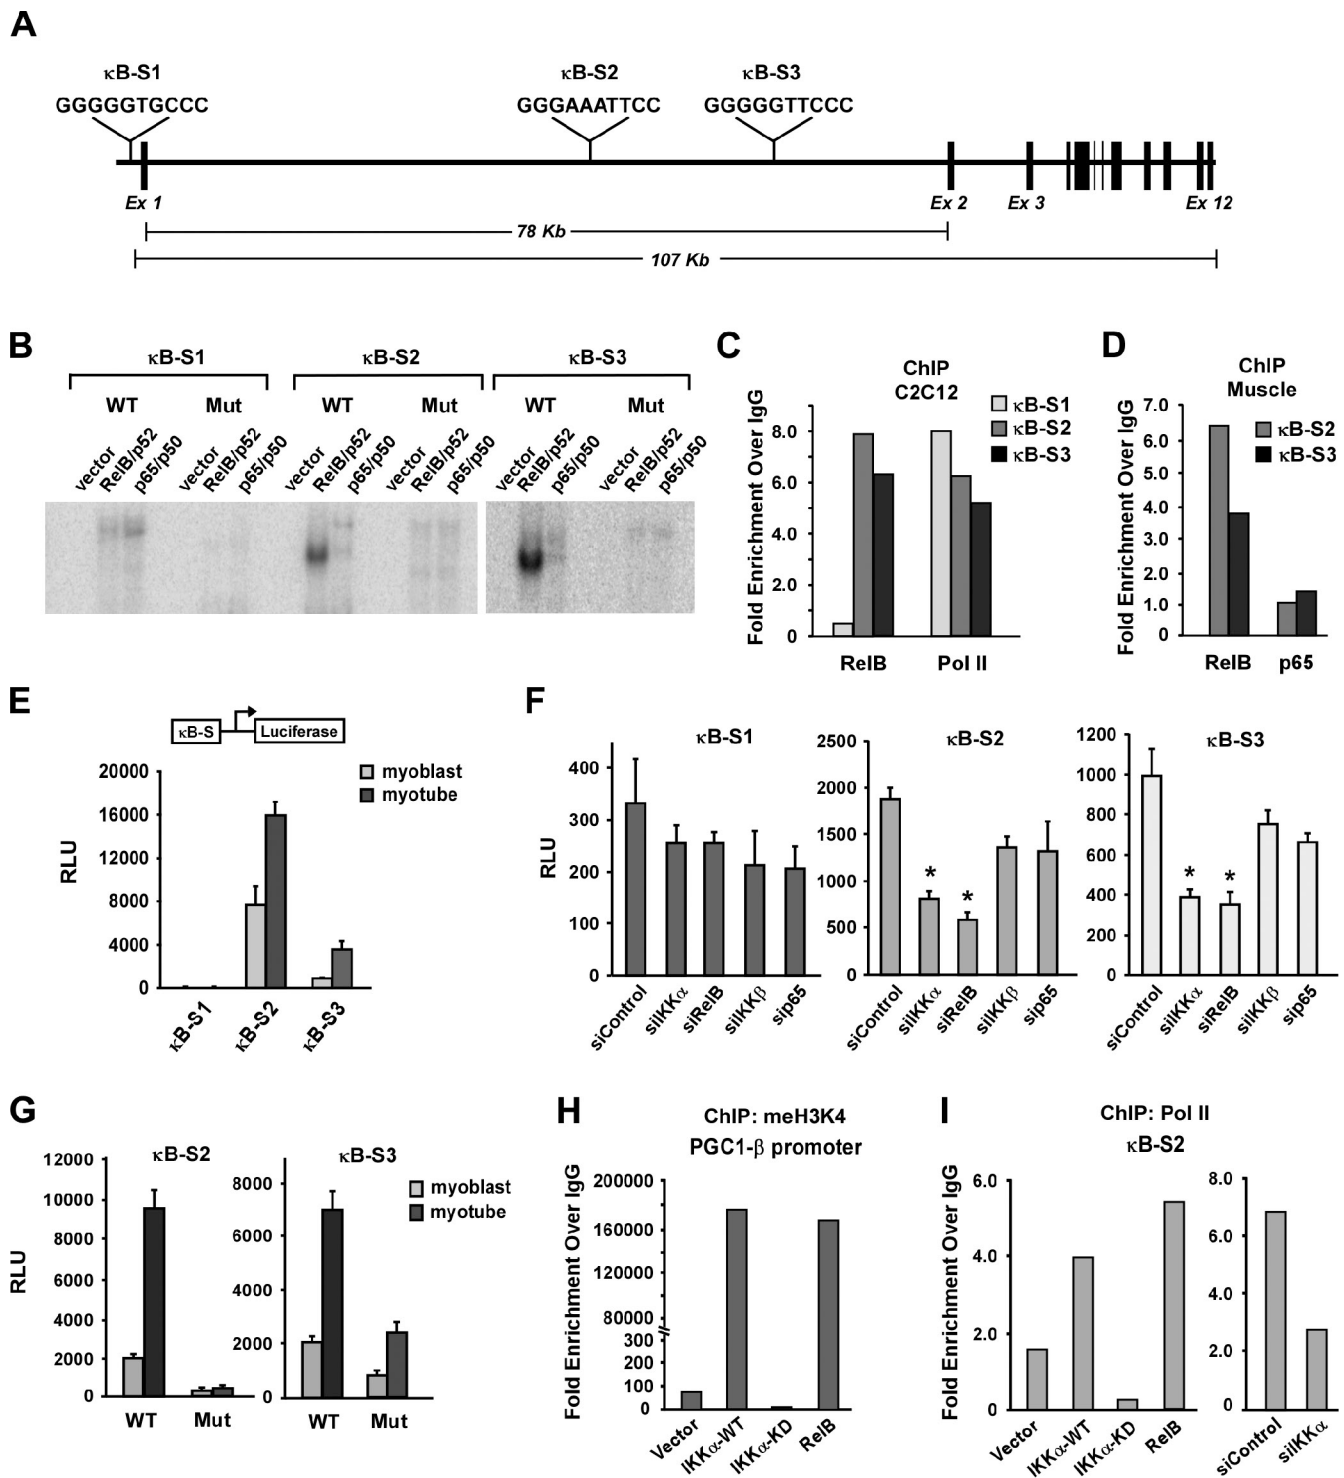 A
κB-S1 κB-S2 κB-S3
GGGGGTGCCC GGGAAATTCC GGGGGTTCCC
Ex 1 Ex 2 Ex 3 Ex 12
78 Kb
107 Kb
B
κB-S1 κB-S2 κB-S3
WT Mut WT Mut WT Mut
vector RelB/p52 p65/p50 vector RelB/p52 p65/p50 vector RelB/p52 p65/p50 vector RelB/p52 p65/p50 vector RelB/p52 p65/p50 vector RelB/p52 p65/p50
C
ChIP
C2C12
Fold Enrichment Over IgG
8.0
6.0
4.0
2.0
0
κB-S1
κB-S2
κB-S3
RelB Pol II
D
ChIP
Muscle
Fold Enrichment Over IgG
7.0
6.0
5.0
4.0
3.0
2.0
1.0
0
κB-S2
κB-S3
RelB p65
E
κB-S Luciferase
RLU
20000
16000
12000
8000
4000
0
myoblast
myotube
κB-S1 κB-S2 κB-S3
F
κB-S1
RLU
400
300
200
100
0
siControl siIKKα siRelB siIKKβ sip65
κB-S2
2500
2000
1500
1000
500
0
* *
siControl siIKKα siRelB siIKKβ sip65
κB-S3
1200
1000
800
600
400
200
0
* *
siControl siIKKα siRelB siIKKβ sip65
G
κB-S2
RLU
12000
10000
8000
6000
4000
2000
0
WT Mut
κB-S3
8000
6000
4000
2000
0
myoblast
myotube
WT Mut
H
ChIP: meH3K4
PGC1-β promoter
Fold Enrichment Over IgG
200000
160000
120000
80000
300
200
100
0
Vector IKKα-WT IKKα-KD RelB
I
ChIP: Pol II
κB-S2
Fold Enrichment Over IgG
6.0
4.0
2.0
0
Vector IKKα-WT IKKα-KD RelB
8.0
6.0
4.0
2.0
0
siControl siIKKα